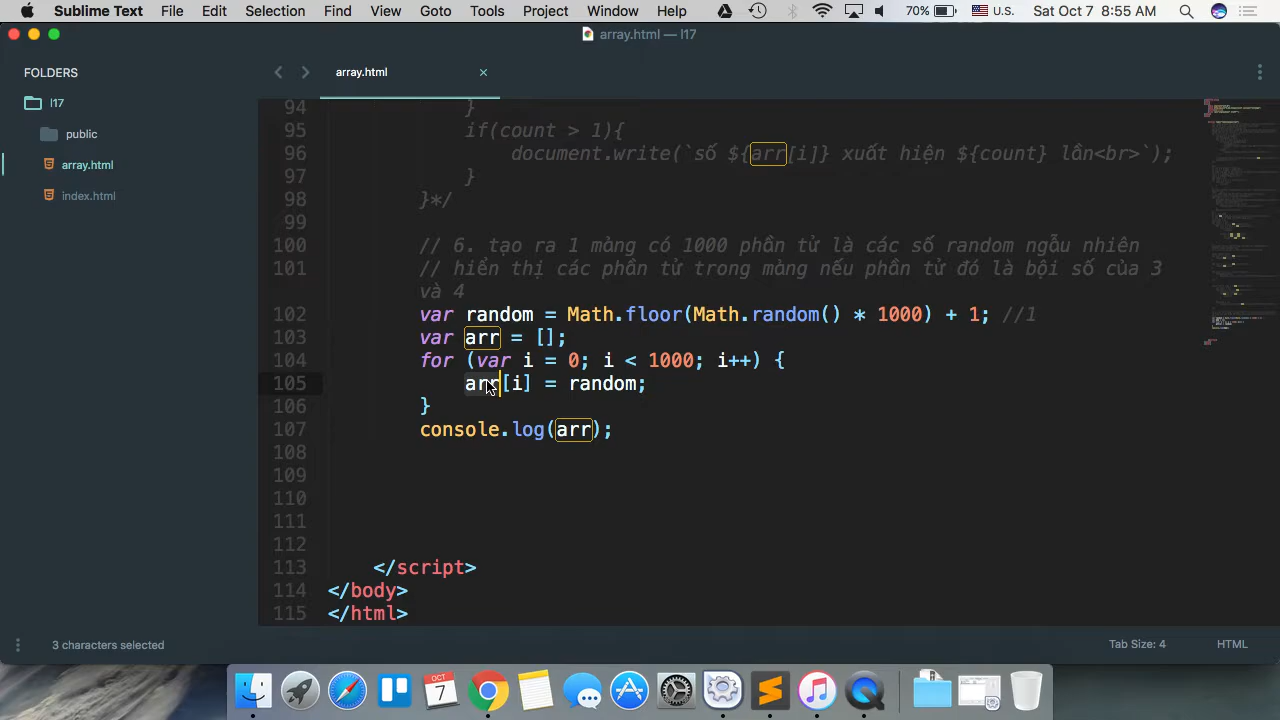 Sublime Text File Edit Selection Find View Goto Tools Project Window Help 70% U.S. Sat Oct 7 8:55 AM
array.html — l17
FOLDERS
l17
public
array.html
index.html
array.html ×
94 }
95 if(count > 1){
96 document.write(`số ${arr[i]} xuất hiện ${count} lần<br>`);
97 }
98 }*/
99
100 // 6. tạo ra 1 mảng có 1000 phần tử là các số random ngẫu nhiên
101 // hiển thị các phần tử trong mảng nếu phần tử đó là bội số của 3
và 4
102 var random = Math.floor(Math.random() * 1000) + 1; //1
103 var arr = [];
104 for (var i = 0; i < 1000; i++) {
105 arr[i] = random;
106 }
107 console.log(arr);
108
109
110
111
112
113 </script>
114 </body>
115 </html>
3 characters selected Tab Size: 4 HTML
OCT
7